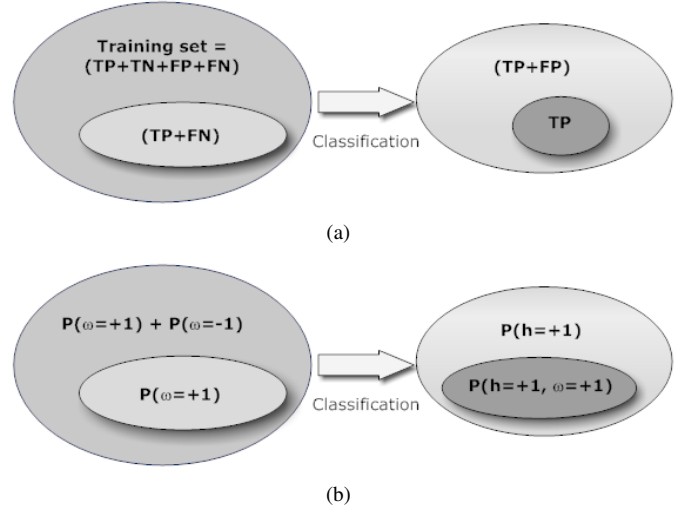 Training set =
(TP+TN+FP+FN)
(TP+FN)
Classification
(TP+FP)
TP
(a)
P(ω=+1) + P(ω=-1)
P(ω=+1)
Classification
P(h=+1)
P(h=+1, ω=+1)
(b)